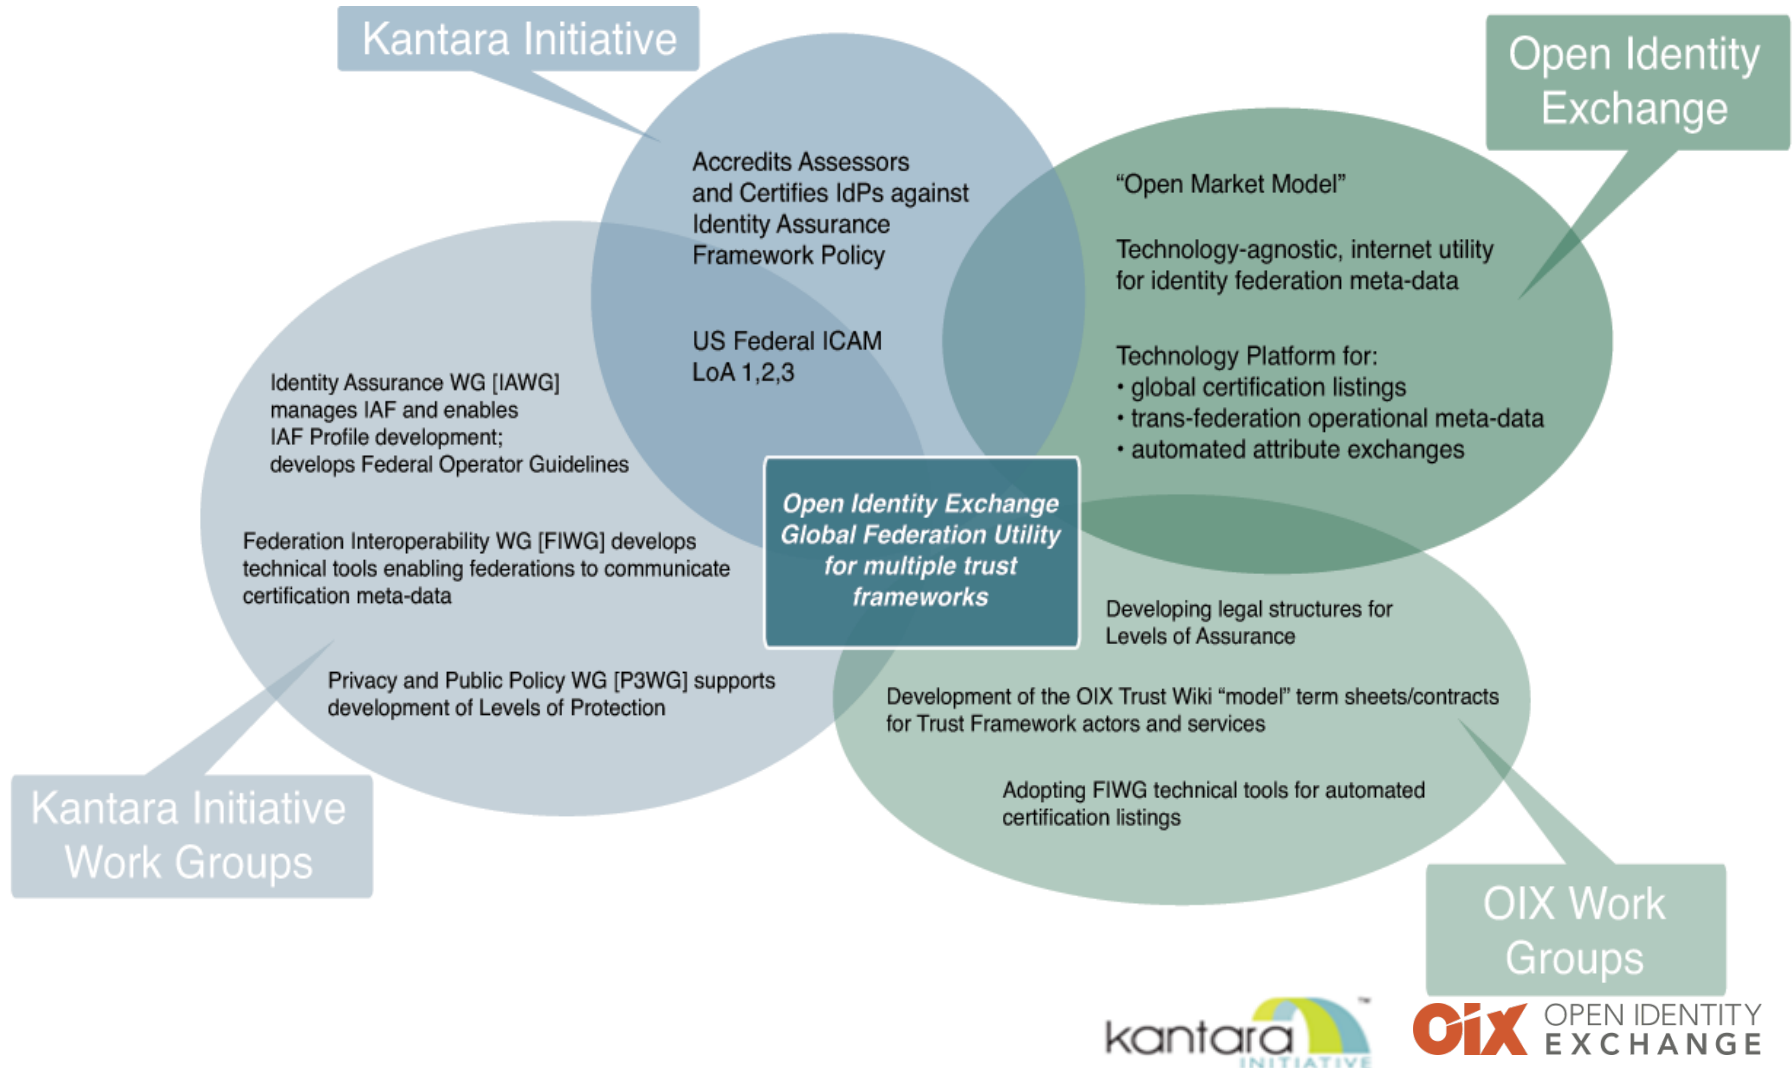 Kantara Initiative
Open Identity
Exchange
Accredits Assessors
and Certifies IdPs against
Identity Assurance
Framework Policy
US Federal ICAM
LoA 1,2,3
“Open Market Model”
Technology-agnostic, internet utility
for identity federation meta-data
Technology Platform for:
• global certification listings
• trans-federation operational meta-data
• automated attribute exchanges
Identity Assurance WG [IAWG]
manages IAF and enables
IAF Profile development;
develops Federal Operator Guidelines
Federation Interoperability WG [FIWG] develops
technical tools enabling federations to communicate
certification meta-data
Privacy and Public Policy WG [P3WG] supports
development of Levels of Protection
Open Identity Exchange
Global Federation Utility
for multiple trust
frameworks
Developing legal structures for
Levels of Assurance
Development of the OIX Trust Wiki “model” term sheets/contracts
for Trust Framework actors and services
Adopting FIWG technical tools for automated
certification listings
Kantara Initiative
Work Groups
OIX Work
Groups
kantara™
INITIATIVE
OIX
OPEN IDENTITY
EXCHANGE